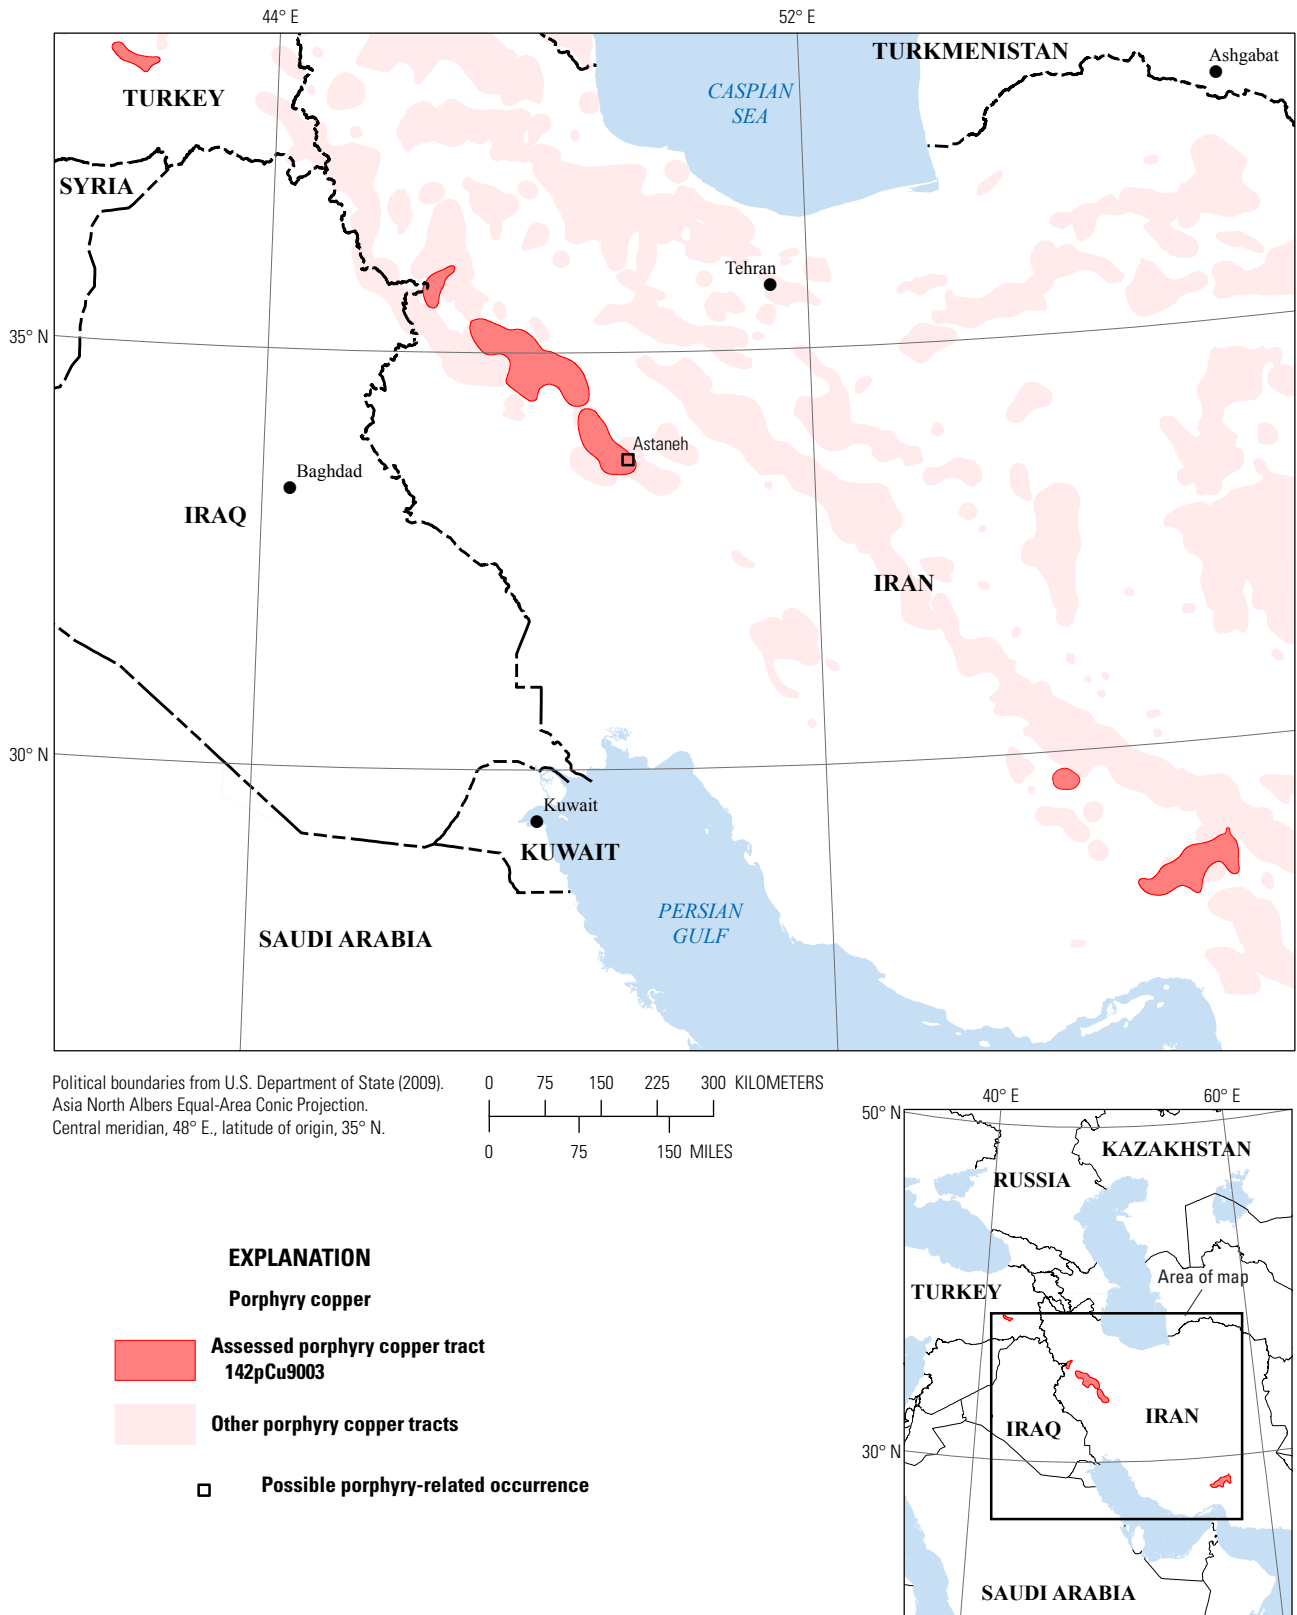 44° E
52° E
TURKMENISTAN
Ashgabat
CASPIAN
SEA
TURKEY
SYRIA
Tehran
35° N
Astaneh
Baghdad
IRAQ
IRAN
30° N
Kuwait
KUWAIT
PERSIAN
GULF
SAUDI ARABIA
Political boundaries from U.S. Department of State (2009).
Asia North Albers Equal-Area Conic Projection.
Central meridian, 48° E., latitude of origin, 35° N.
0 75 150 225 300 KILOMETERS
0 75 150 MILES
EXPLANATION
Porphyry copper
Assessed porphyry copper tract
142pCu9003
Other porphyry copper tracts
Possible porphyry-related occurrence
40° E
60° E
50° N
KAZAKHSTAN
RUSSIA
Area of map
TURKEY
IRAQ
IRAN
30° N
SAUDI ARABIA